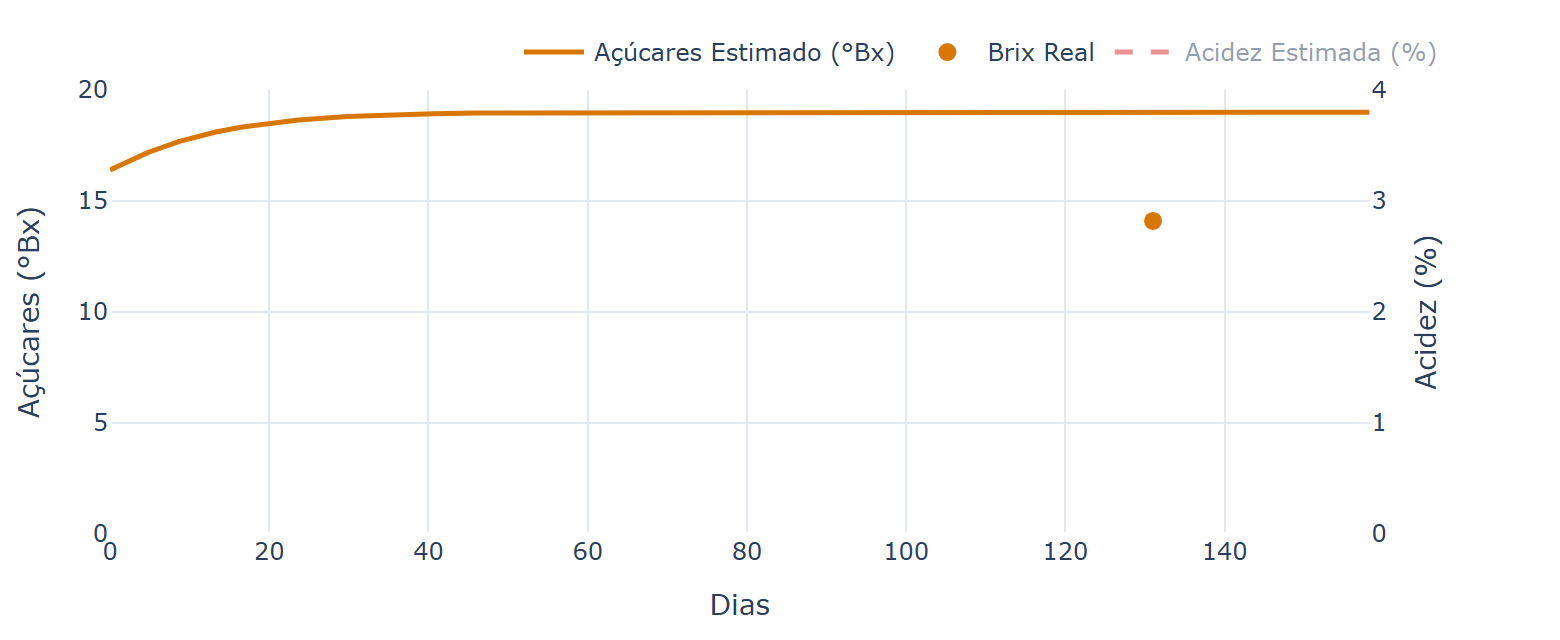 Açúcares Estimado (°Bx) Brix Real Acidez Estimada (%)
20 4
15 3
10 2
5 1
0 0
Açúcares (°Bx)
Acidez (%)
0 20 40 60 80 100 120 140
Dias